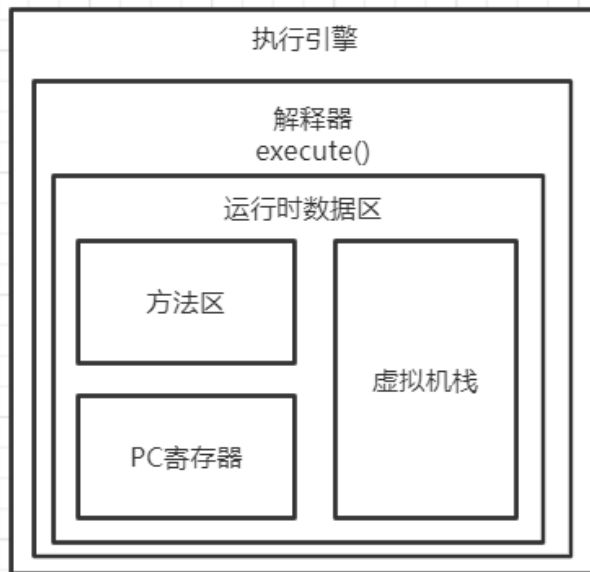 执行引擎
解释器
execute()
运行时数据区
方法区
虚拟机栈
PC寄存器